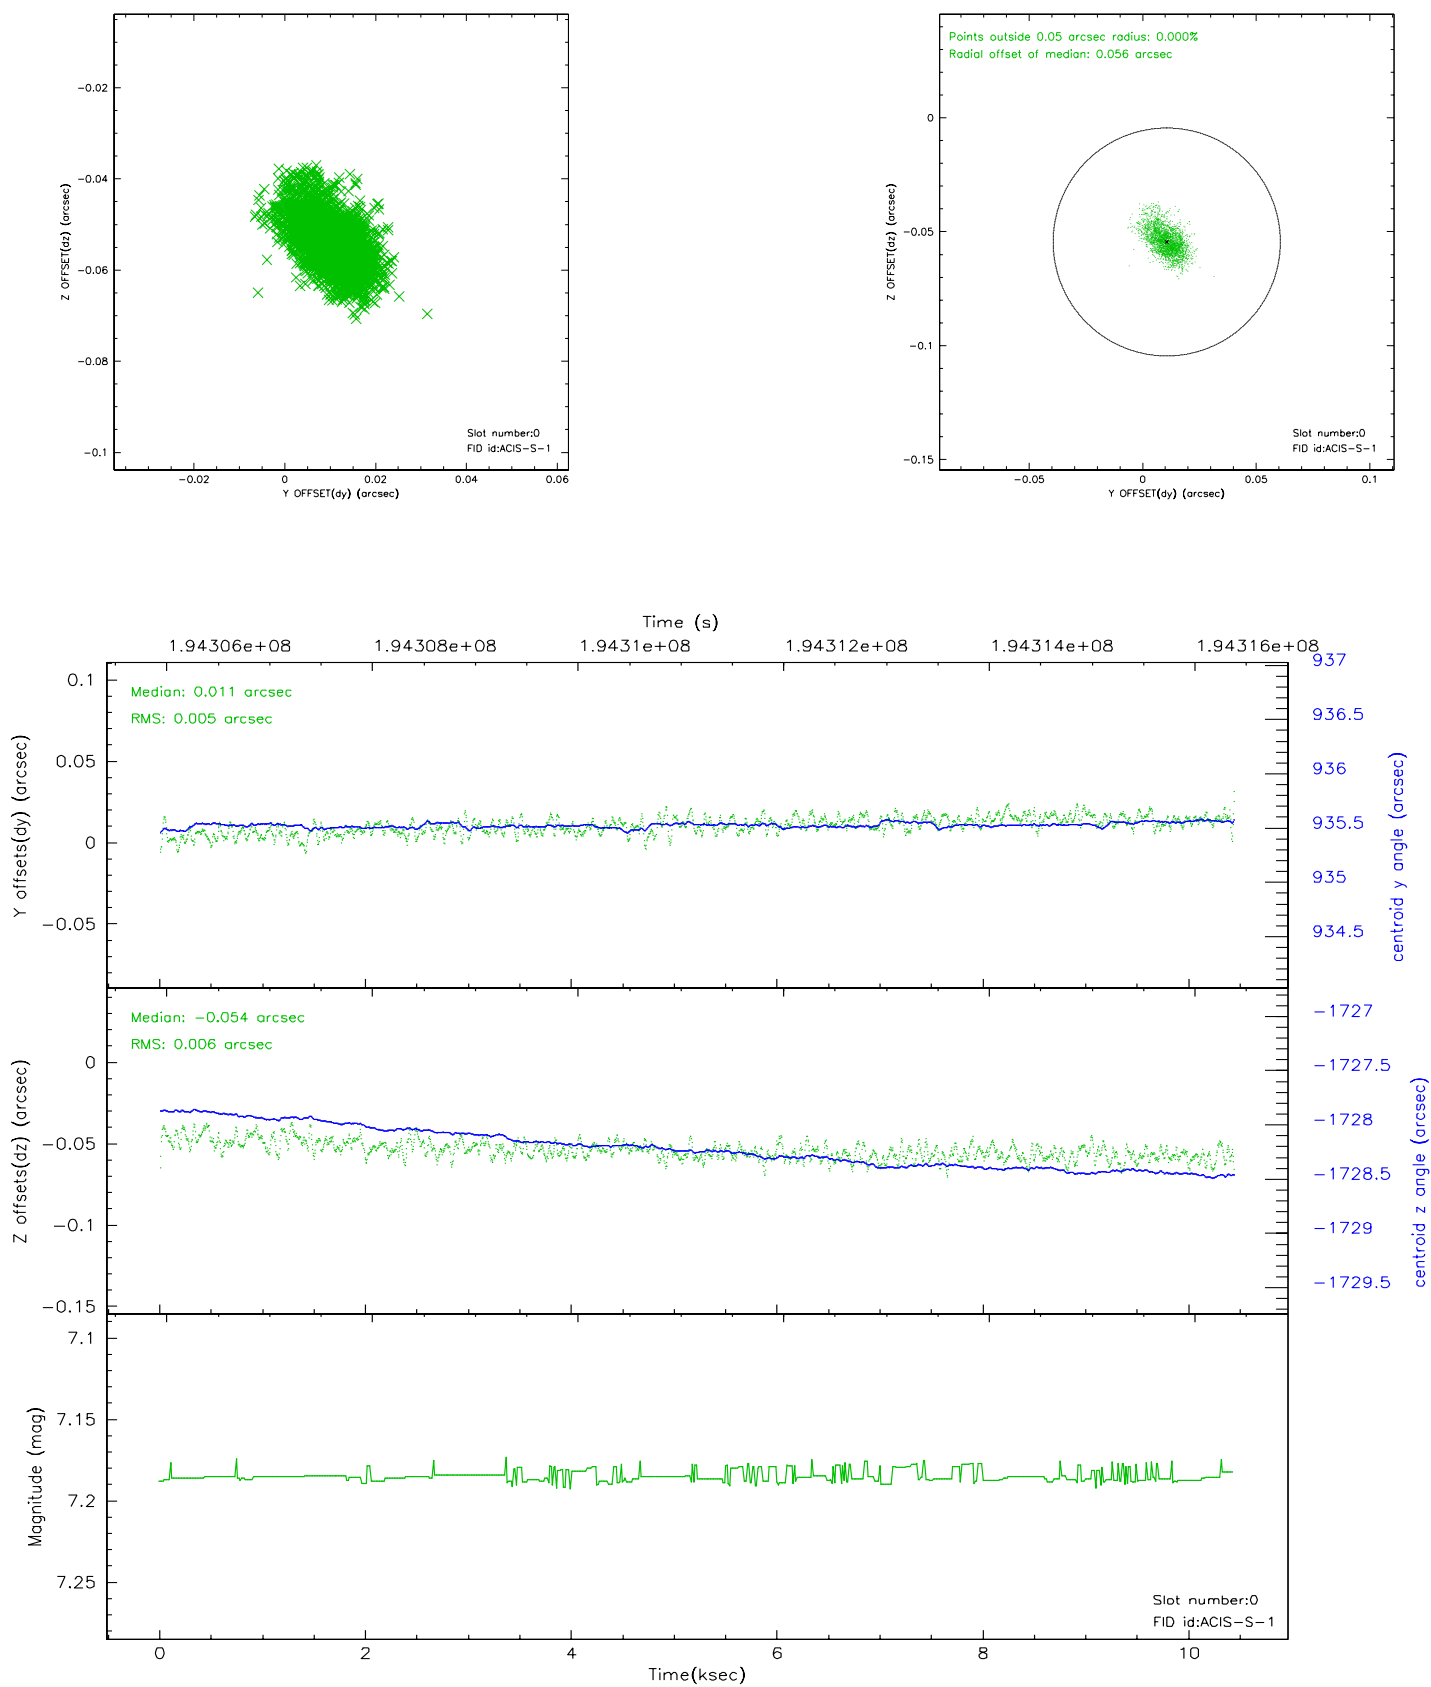 -0.02
-0.04
-0.06
-0.08
-0.1
Z OFFSET(dz) (arcsec)
Slot number:0
FID id:ACIS-S-1
-0.02 0 0.02 0.04 0.06
Y OFFSET(dy) (arcsec)
Points outside 0.05 arcsec radius: 0.000%
Radial offset of median: 0.056 arcsec
0
-0.05
-0.1
-0.15
Z OFFSET(dz) (arcsec)
Slot number:0
FID id:ACIS-S-1
-0.05 0 0.05 0.1
Y OFFSET(dy) (arcsec)
Time (s)
1.94306e+08 1.94308e+08 1.9431e+08 1.94312e+08 1.94314e+08 1.94316e+08
Median: 0.011 arcsec
RMS: 0.005 arcsec
0.1
0.05
0
-0.05
Y offsets(dy) (arcsec)
937
936.5
936
935.5
935
934.5
centroid y angle (arcsec)
Median: -0.054 arcsec
RMS: 0.006 arcsec
0
-0.05
-0.1
-0.15
Z offsets(dz) (arcsec)
-1727
-1727.5
-1728
-1728.5
-1729
-1729.5
centroid z angle (arcsec)
7.1
7.15
7.2
7.25
Magnitude (mag)
Slot number:0
FID id:ACIS-S-1
0 2 4 6 8 10
Time(ksec)